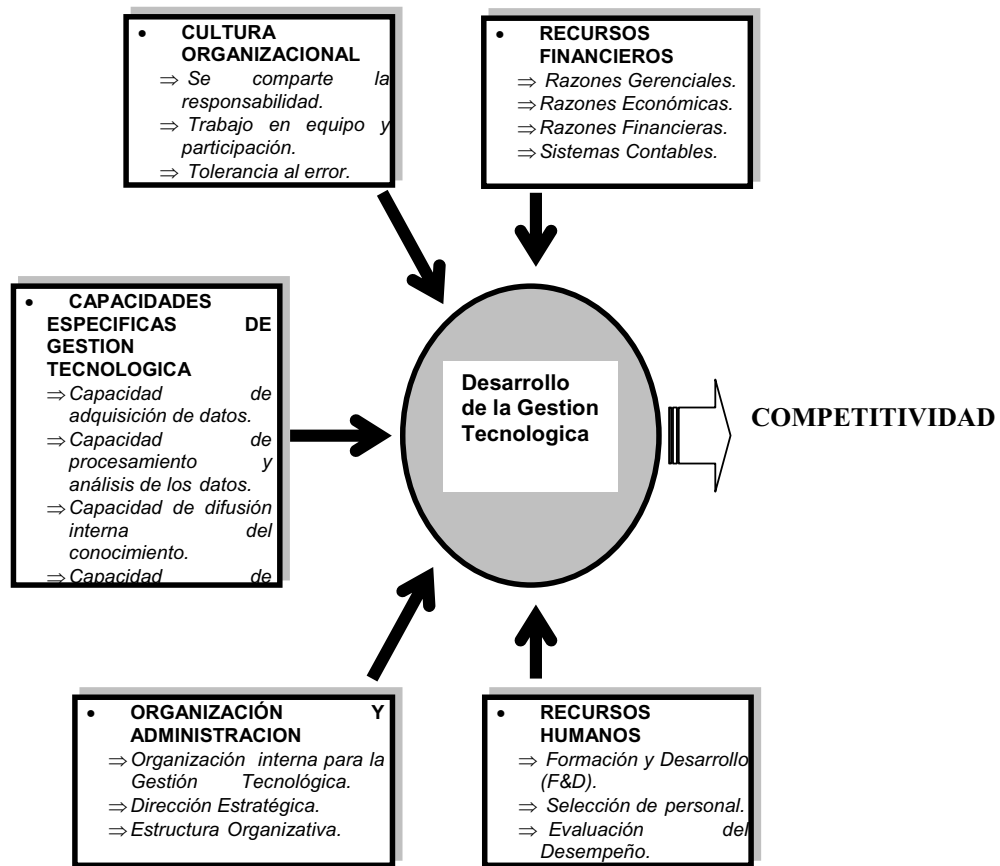 • CULTURA
ORGANIZACIONAL
⇒ Se comparte la
responsabilidad.
⇒ Trabajo en equipo y
participación.
⇒ Tolerancia al error.
• RECURSOS
FINANCIEROS
⇒ Razones Gerenciales.
⇒ Razones Económicas.
⇒ Razones Financieras.
⇒ Sistemas Contables.
• CAPACIDADES
ESPECIFICAS DE
GESTION
TECNOLOGICA
⇒ Capacidad de
adquisición de datos.
⇒ Capacidad de
procesamiento y
análisis de los datos.
⇒ Capacidad de difusión
interna del
conocimiento.
⇒ Capacidad de
Desarrollo
de la Gestion
Tecnologica
COMPETITIVIDAD
• ORGANIZACIÓN Y
ADMINISTRACION
⇒ Organización interna para la
Gestión Tecnológica.
⇒ Dirección Estratégica.
⇒ Estructura Organizativa.
• RECURSOS
HUMANOS
⇒ Formación y Desarrollo
(F&D).
⇒ Selección de personal.
⇒ Evaluación del
Desempeño.